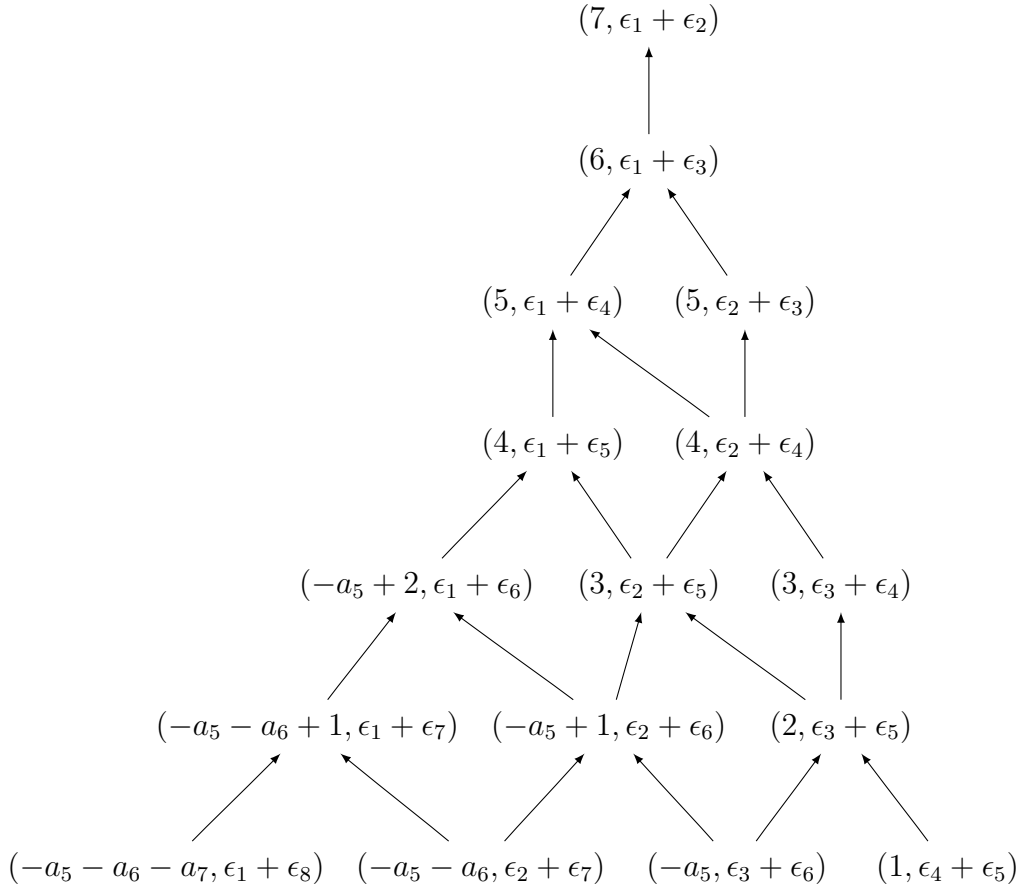 (7, ϵ₁ + ϵ₂)
(6, ϵ₁ + ϵ₃)
(5, ϵ₁ + ϵ₄) (5, ϵ₂ + ϵ₃)
(4, ϵ₁ + ϵ₅) (4, ϵ₂ + ϵ₄)
(−a₅ + 2, ϵ₁ + ϵ₆) (3, ϵ₂ + ϵ₅) (3, ϵ₃ + ϵ₄)
(−a₅ − a₆ + 1, ϵ₁ + ϵ₇) (−a₅ + 1, ϵ₂ + ϵ₆) (2, ϵ₃ + ϵ₅)
(−a₅ − a₆ − a₇, ϵ₁ + ϵ₈) (−a₅ − a₆, ϵ₂ + ϵ₇) (−a₅, ϵ₃ + ϵ₆) (1, ϵ₄ + ϵ₅)